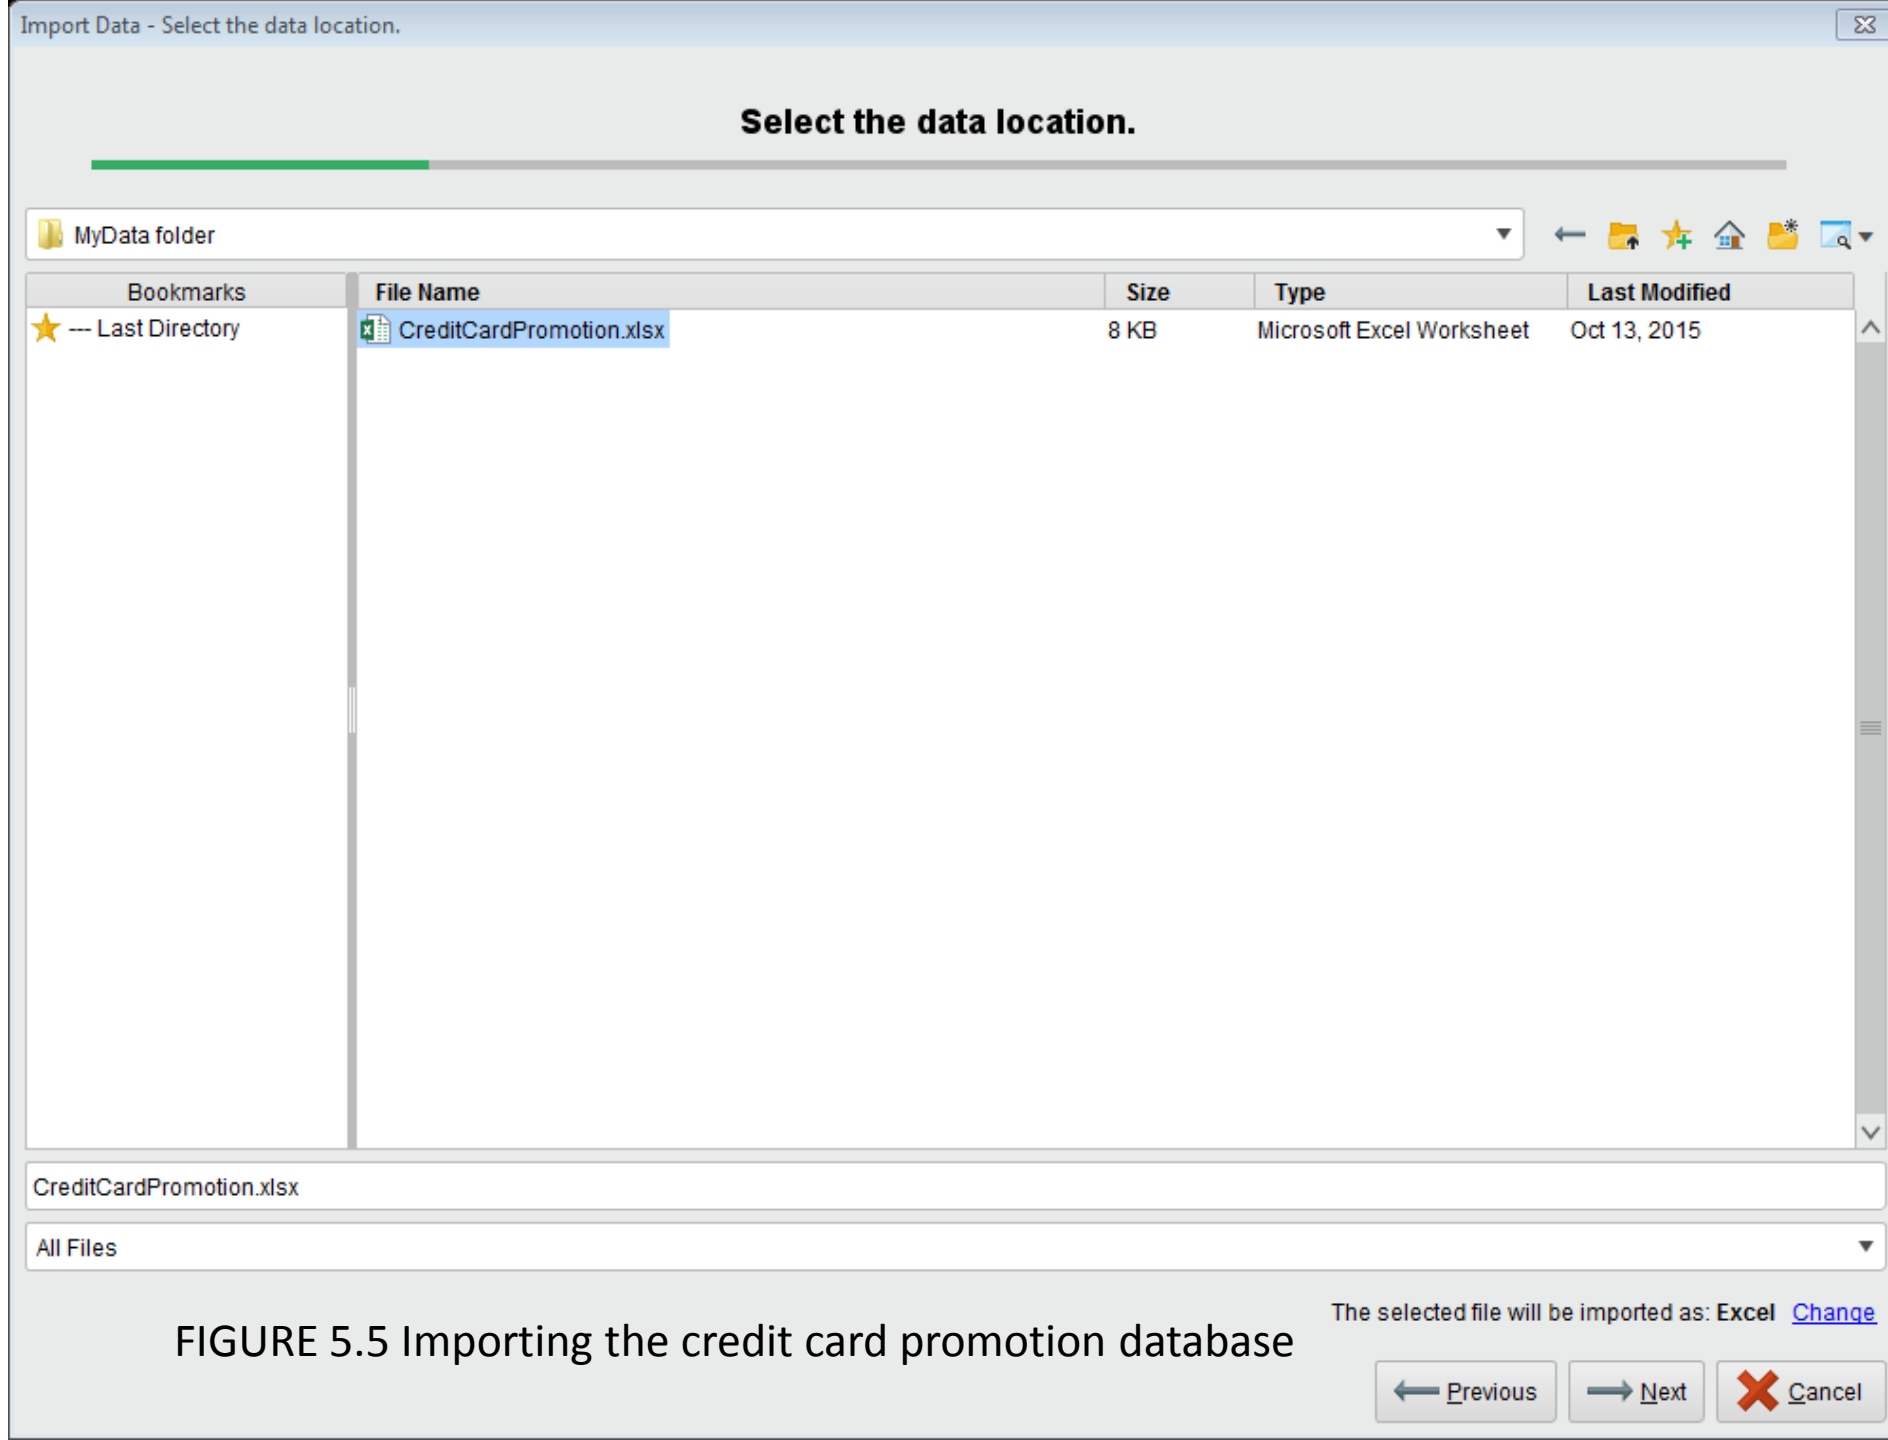 Import Data - Select the data location.
Select the data location.
MyData folder
Bookmarks
File Name Size Type Last Modified
--- Last Directory
CreditCardPromotion.xlsx 8 KB Microsoft Excel Worksheet Oct 13, 2015
CreditCardPromotion.xlsx
All Files
The selected file will be imported as: Excel Change
FIGURE 5.5 Importing the credit card promotion database
Previous Next Cancel